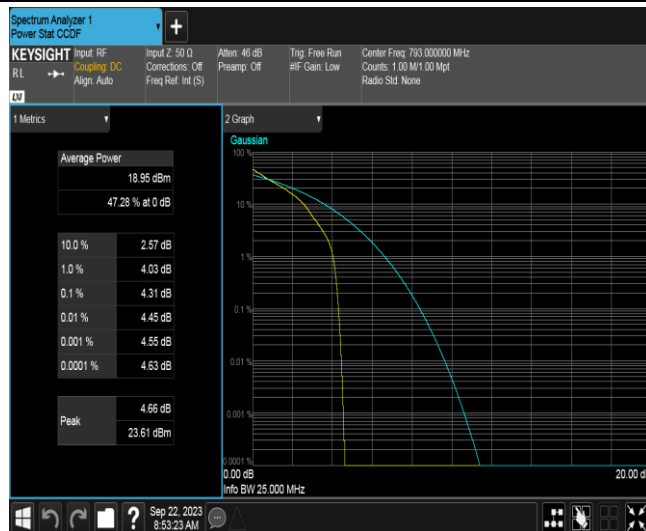 Spectrum Analyzer 1
Power Stat CCDF
+
KEYSIGHT
RL
LXI
Input: RF
Coupling: DC
Align: Auto
Input Z: 50 Ω
Corrections: Off
Freq Ref: Int (S)
Atten: 46 dB
Preamp: Off
Trig: Free Run
#IF Gain: Low
Center Freq: 793.000000 MHz
Counts: 1.00 M/1.00 Mpt
Radio Std: None
1 Metrics
Average Power
18.95 dBm
47.28 % at 0 dB
10.0 % 2.57 dB
1.0 % 4.03 dB
0.1 % 4.31 dB
0.01 % 4.45 dB
0.001 % 4.55 dB
0.0001 % 4.63 dB
Peak
4.66 dB
23.61 dBm
2 Graph
Gaussian
100 %
10 %
1 %
0.1 %
0.01 %
0.001 %
0.0001 %
0.00 dB
20.00 d
Info BW 25.000 MHz
?
Sep 22, 2023
8:53:23 AM